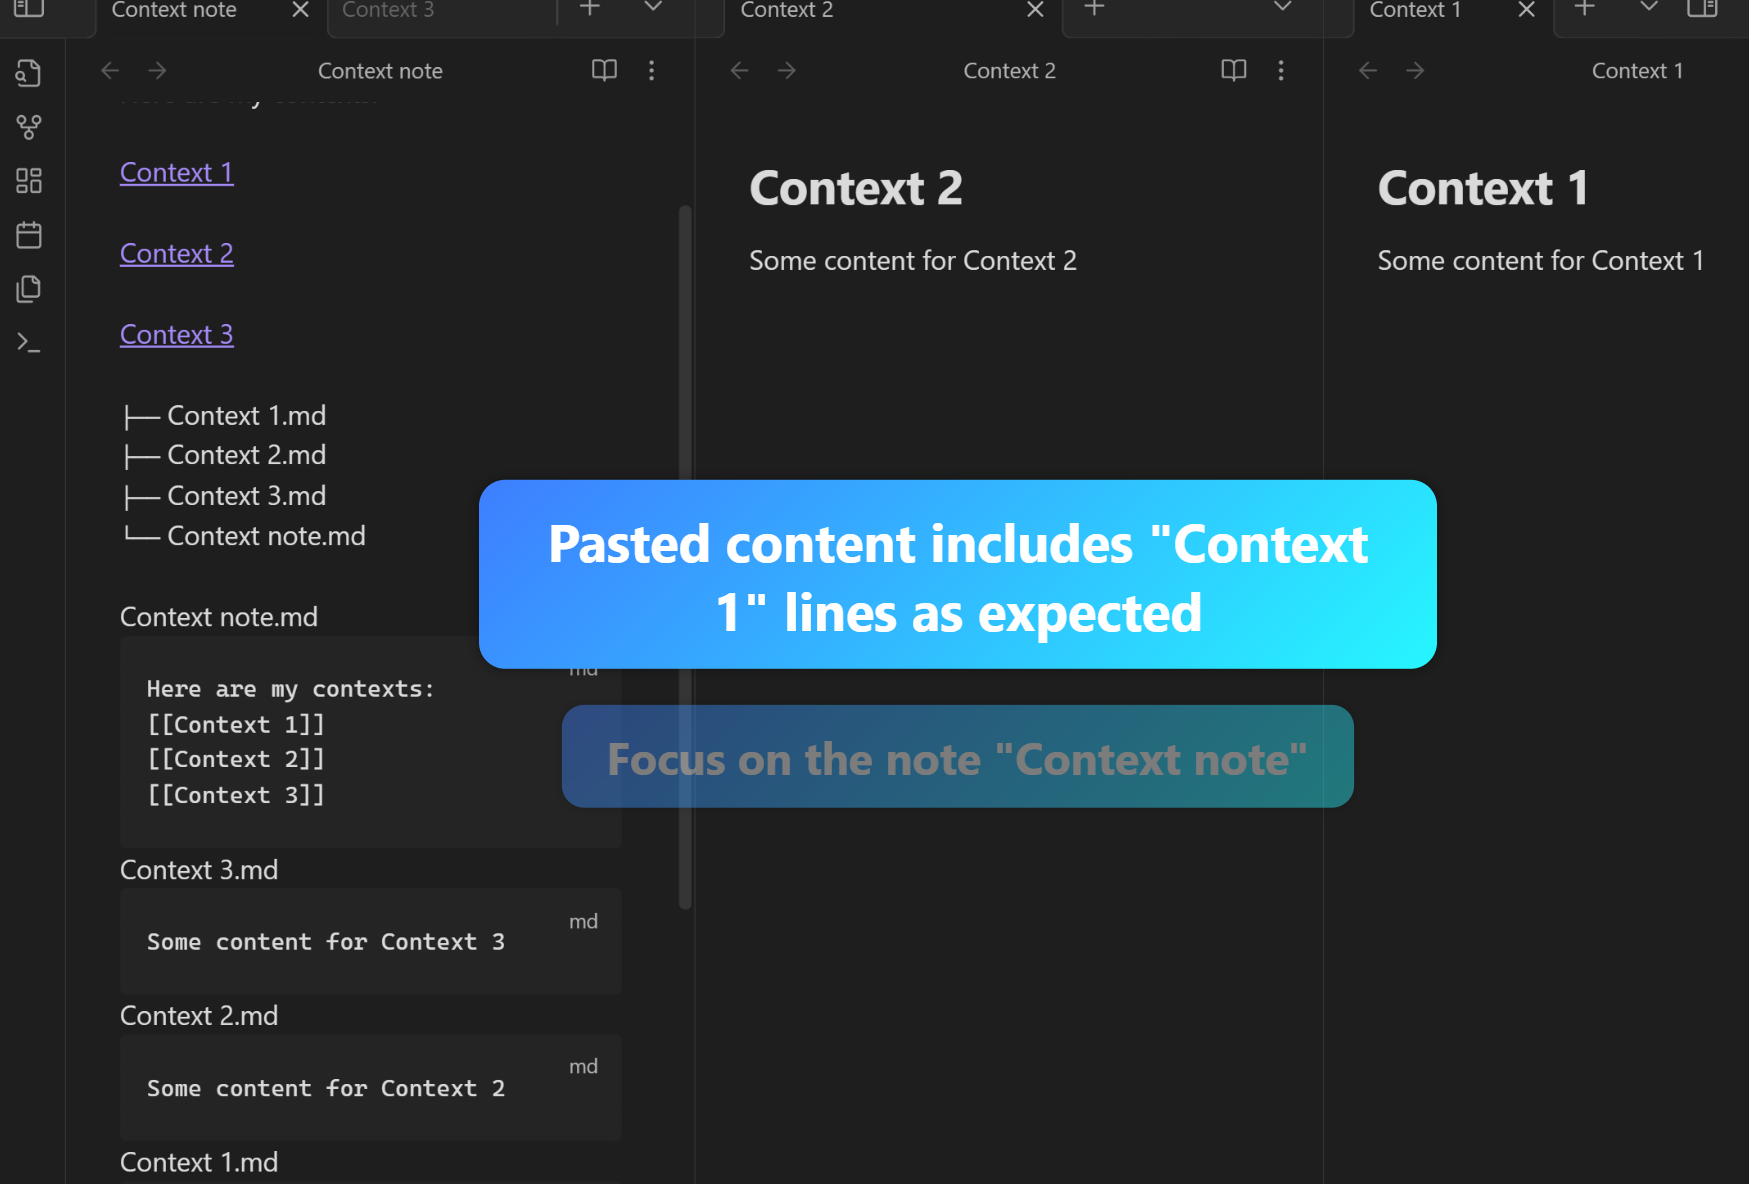 Context note
Context 3
Context 2
Context 1
Context note
Context 2
Context 1
Here are my
Context 1
Context 2
Context 3
├── Context 1.md
├── Context 2.md
├── Context 3.md
└── Context note.md
Context note.md
md
Here are my contexts:
[[Context 1]]
[[Context 2]]
[[Context 3]]
Context 3.md
md
Some content for Context 3
Context 2.md
md
Some content for Context 2
Context 1.md
Context 2
Some content for Context 2
Context 1
Some content for Context 1
Pasted content includes "Context
1" lines as expected
Focus on the note "Context note"